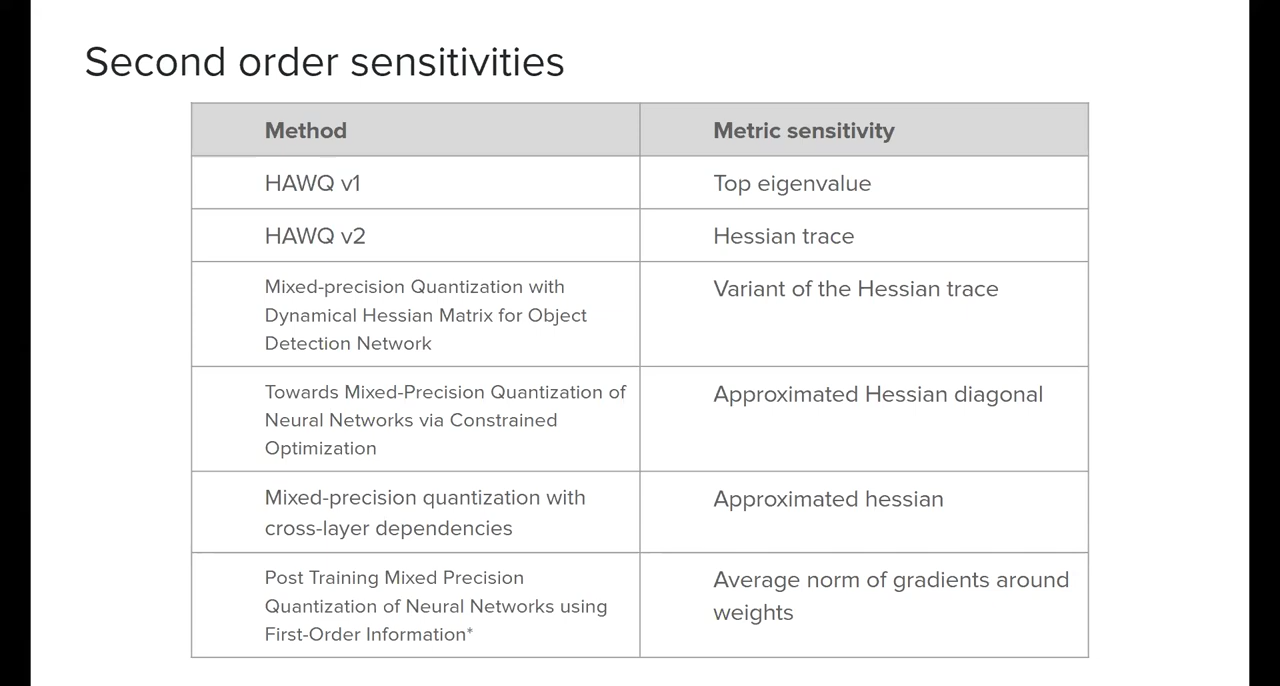 Second order sensitivities
Method
Metric sensitivity
HAWQ v1
Top eigenvalue
HAWQ v2
Hessian trace
Mixed-precision Quantization with
Dynamical Hessian Matrix for Object
Detection Network
Variant of the Hessian trace
Towards Mixed-Precision Quantization of
Neural Networks via Constrained
Optimization
Approximated Hessian diagonal
Mixed-precision quantization with
cross-layer dependencies
Approximated hessian
Post Training Mixed Precision
Quantization of Neural Networks using
First-Order Information*
Average norm of gradients around
weights